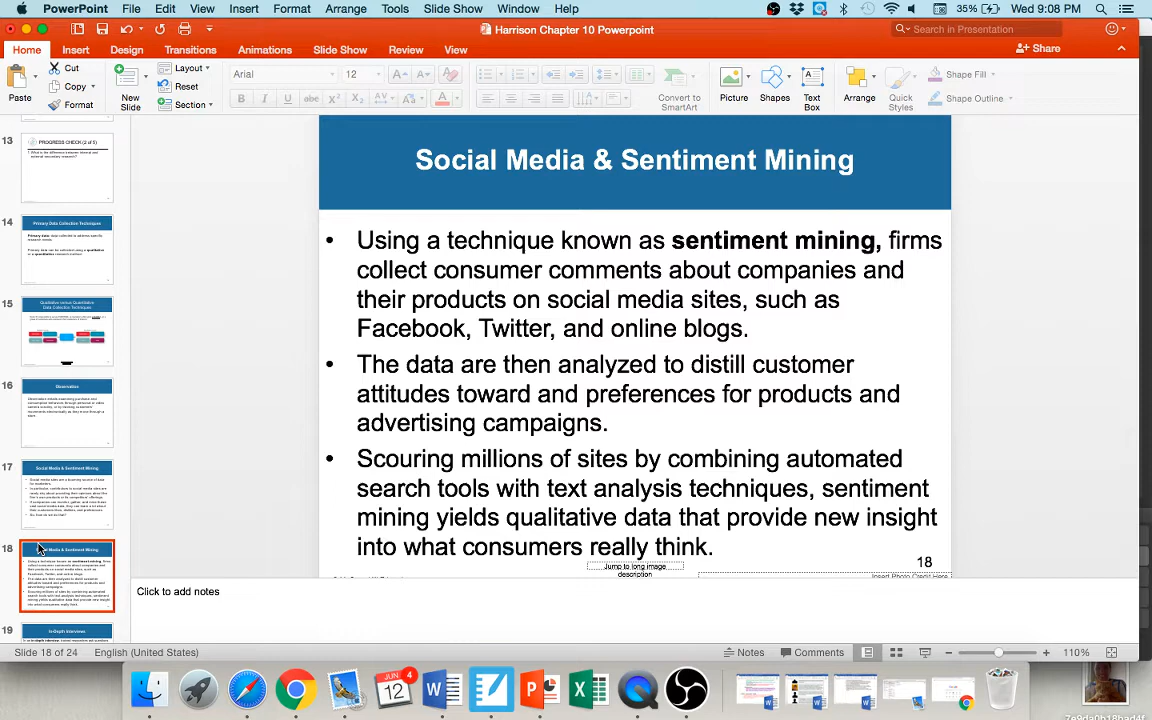 PowerPoint File Edit View Insert Format Arrange Tools Slide Show Window Help 35% Wed 9:08 PM
Harrison Chapter 10 Powerpoint
Search in Presentation
Home Insert Design Transitions Animations Slide Show Review View
Share
Paste
Cut
Copy
Format
New Slide
Layout
Reset
Section
Arial 12
Convert to SmartArt
Picture
Shapes
Text Box
Arrange
Quick Styles
Shape Fill
Shape Outline
13
PROGRESS CHECK (2 of 5)
14
Primary Data Collection Techniques
15
Qualitative versus Quantitative
Data Collection Techniques
16
Observation
17
Social Media & Sentiment Mining
18
Social Media & Sentiment Mining
19
In-Depth Interviews
Social Media & Sentiment Mining
• Using a technique known as sentiment mining, firms
collect consumer comments about companies and
their products on social media sites, such as
Facebook, Twitter, and online blogs.
• The data are then analyzed to distill customer
attitudes toward and preferences for products and
advertising campaigns.
• Scouring millions of sites by combining automated
search tools with text analysis techniques, sentiment
mining yields qualitative data that provide new insight
into what consumers really think.
18
Jump to long image
description
Insert Photo Credit Here
Click to add notes
Slide 18 of 24 English (United States) Notes Comments 110%
JUN
12
4